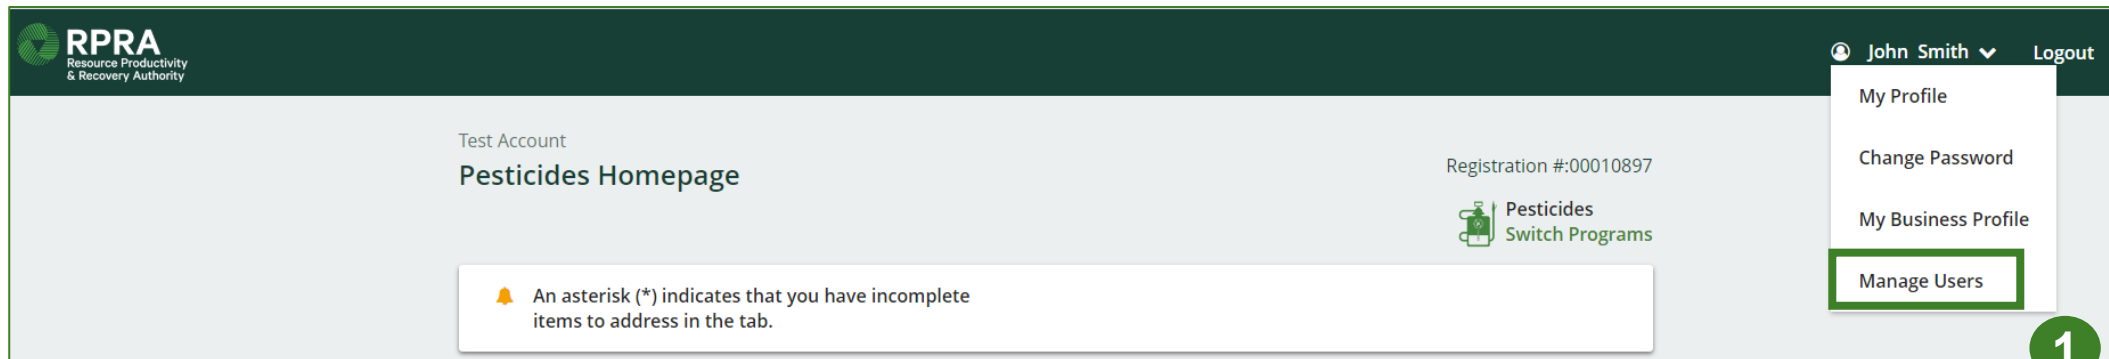 RPRA
Resource Productivity
& Recovery Authority
John Smith
Logout
My Profile
Change Password
My Business Profile
Manage Users
Test Account
Pesticides Homepage
Registration #:00010897
Pesticides
Switch Programs
An asterisk (*) indicates that you have incomplete
items to address in the tab.
1